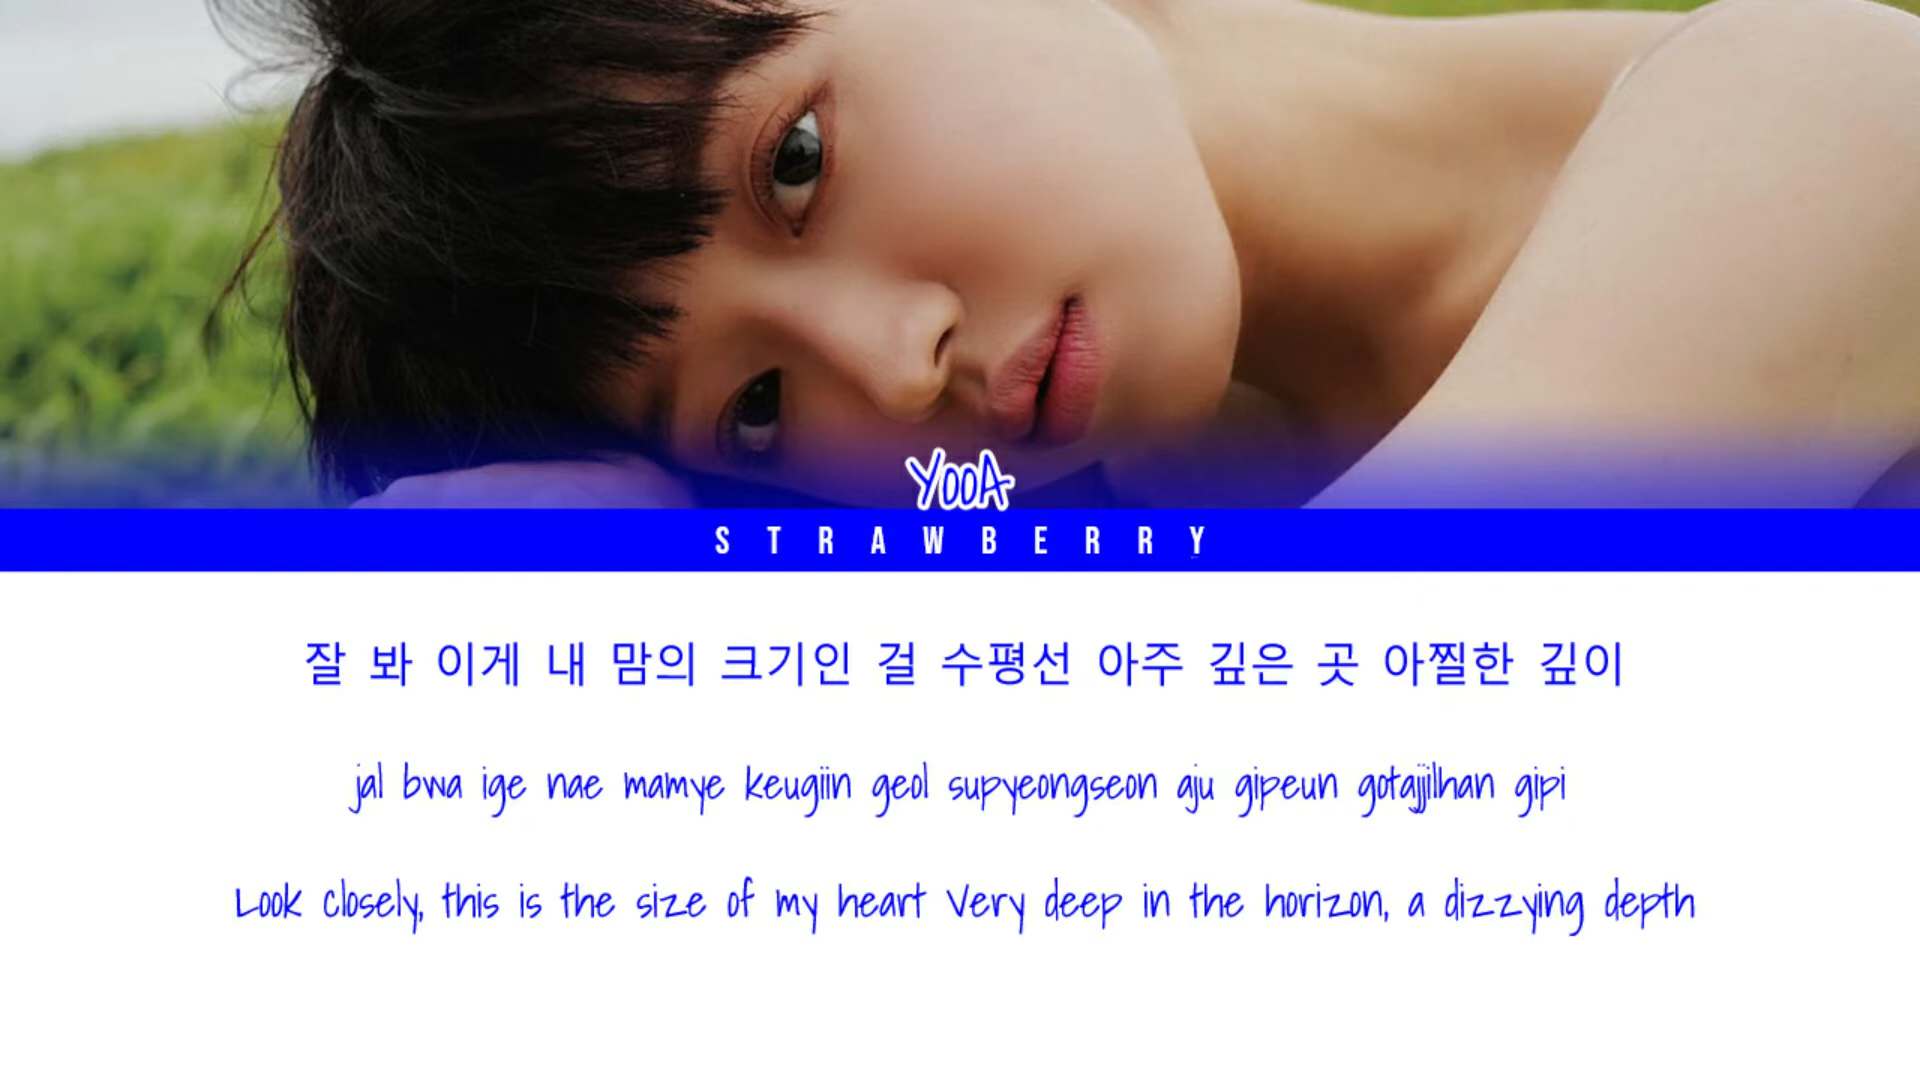 YooA
STRAWBERRY
잘 봐 이게 내 맘의 크기인 걸 수평선 아주 깊은 곳 아찔한 깊이
jal bwa ige nae mamye keugiin geol supyeongseon aju gipeun gotajjilhan gipi
Look closely, this is the size of my heart Very deep in the horizon, a dizzying depth